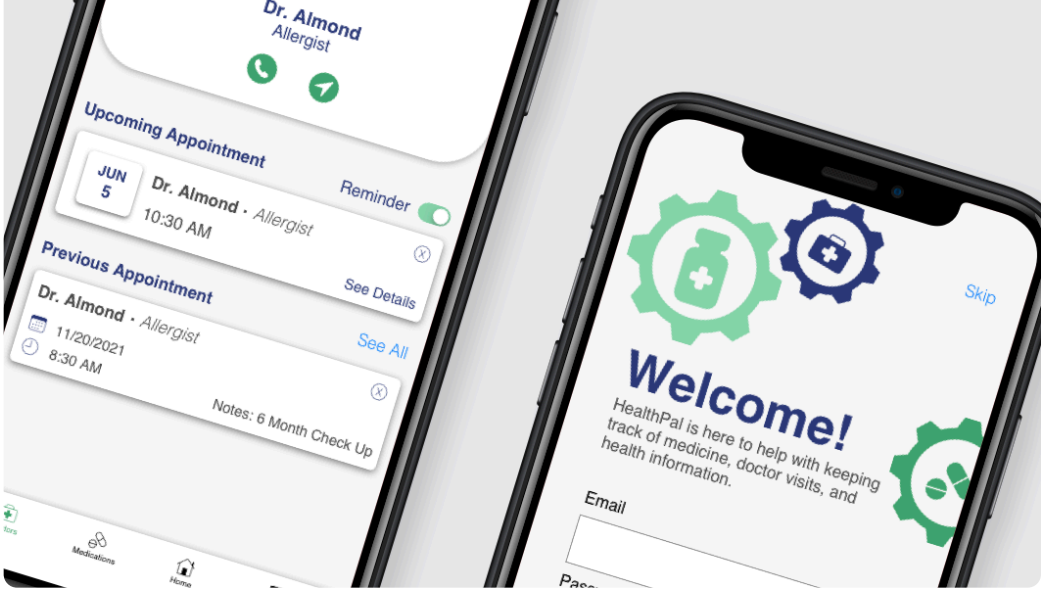 Dr. Almond
Allergist
Upcoming Appointment
Reminder
JUN
5
Dr. Almond · Allergist
10:30 AM
See Details
Previous Appointment
See All
Dr. Almond · Allergist
11/20/2021
8:30 AM
Notes: 6 Month Check Up
Medications
Home
Skip
Welcome!
HealthPal is here to help with keeping
track of medicine, doctor visits, and
health information.
Email